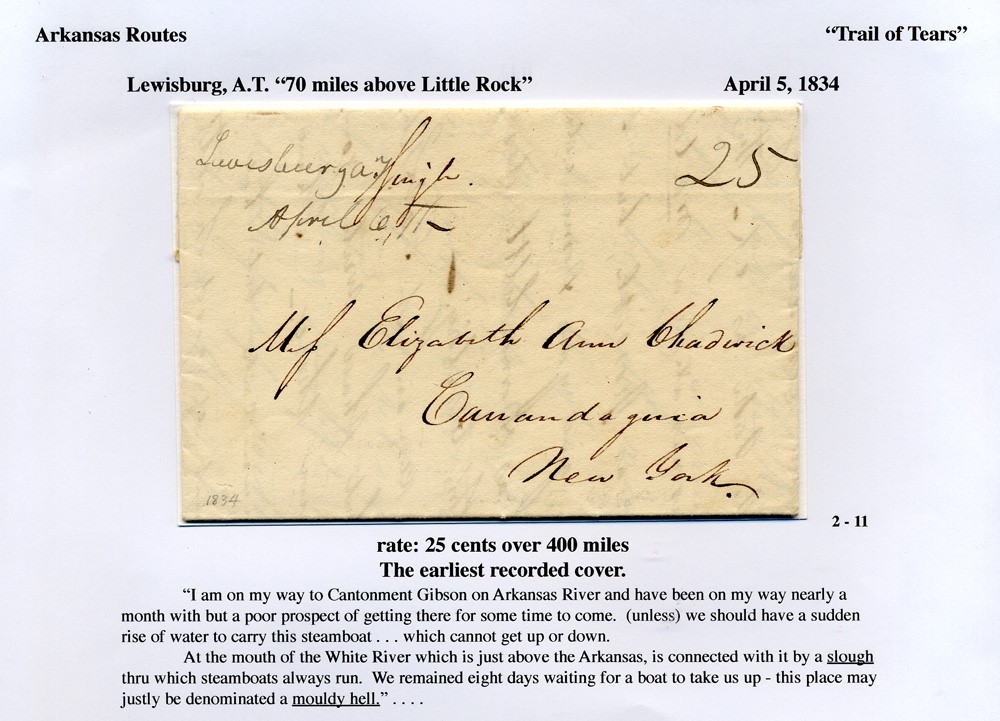 Arkansas Routes
“Trail of Tears”
Lewisburg, A.T. “70 miles above Little Rock”
April 5, 1834
Single.
25
April 6th
Miss Elizabeth Ann Chadwick
Canandaguia
New York.
1834
2 - 11
rate: 25 cents over 400 miles
The earliest recorded cover.
“I am on my way to Cantonment Gibson on Arkansas River and have been on my way nearly a
month with but a poor prospect of getting there for some time to come. (unless) we should have a sudden
rise of water to carry this steamboat . . . which cannot get up or down.
At the mouth of the White River which is just above the Arkansas, is connected with it by a slough
thru which steamboats always run. We remained eight days waiting for a boat to take us up - this place may
justly be denominated a mouldy hell.” . . . .